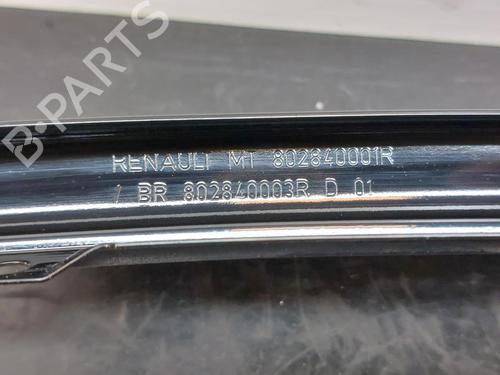 B-PARTS
RENAULT MT 802840001R
/ BR 802840003R D 01